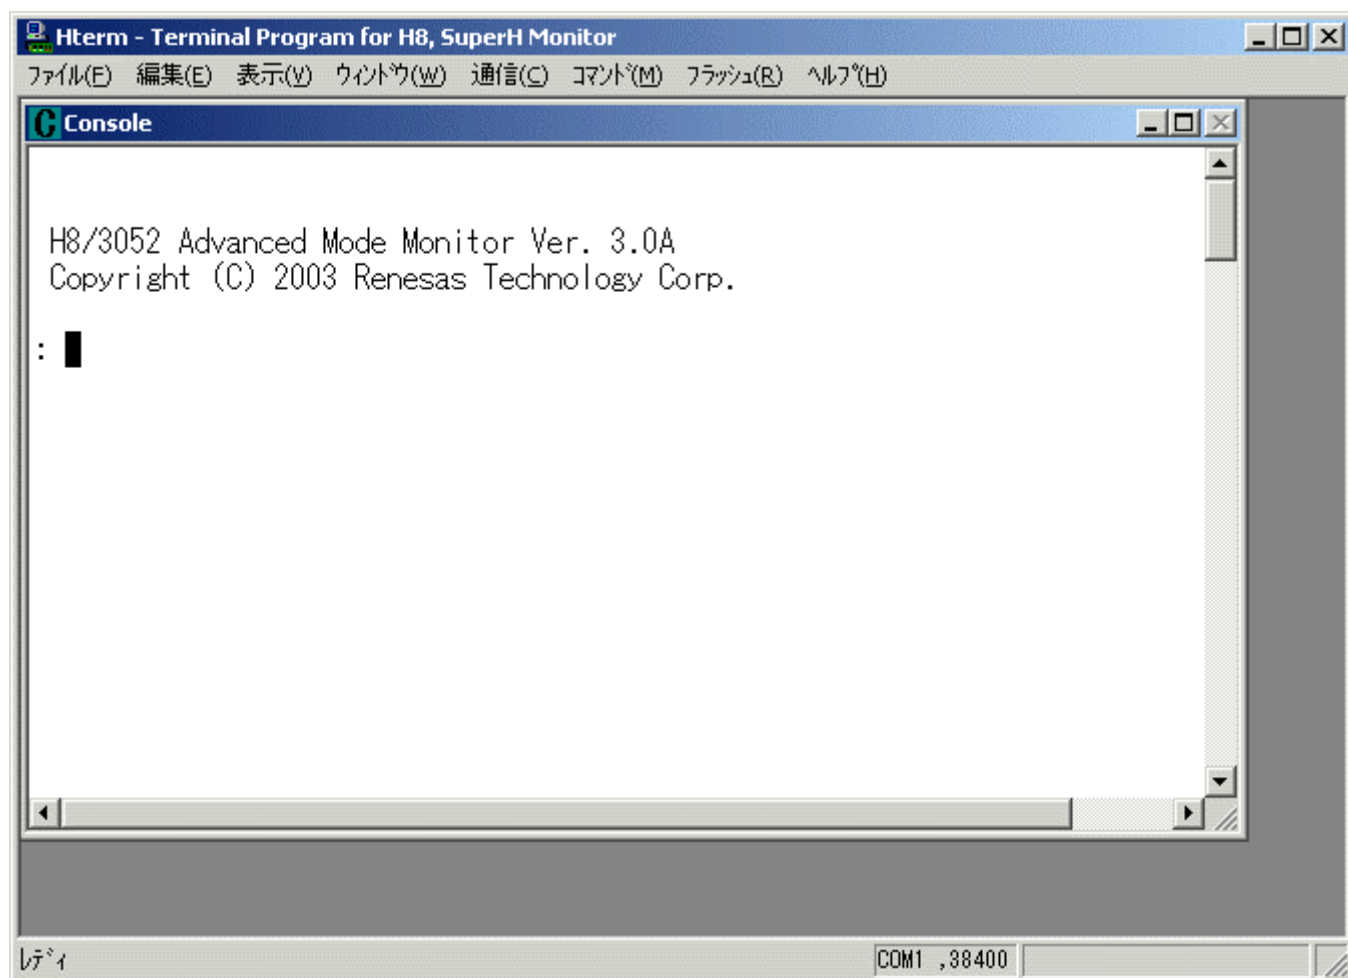 Hterm - Terminal Program for H8, SuperH Monitor
ﾌｧｲﾙ(F) 編集(E) 表示(V) ｳｨﾝﾄﾞｳ(W) 通信(C) ｺﾏﾝﾄﾞ(M) ﾌﾗｯｼｭ(R) ﾍﾙﾌﾟ(H)
C Console
H8/3052 Advanced Mode Monitor Ver. 3.0A
Copyright (C) 2003 Renesas Technology Corp.
:
ﾚﾃﾞｨ COM1 ,38400